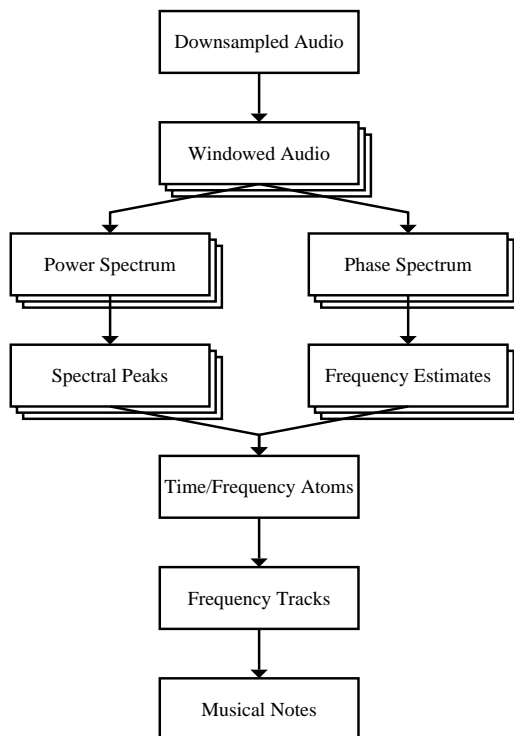 Downsampled Audio
Windowed Audio
Power Spectrum
Phase Spectrum
Spectral Peaks
Frequency Estimates
Time/Frequency Atoms
Frequency Tracks
Musical Notes